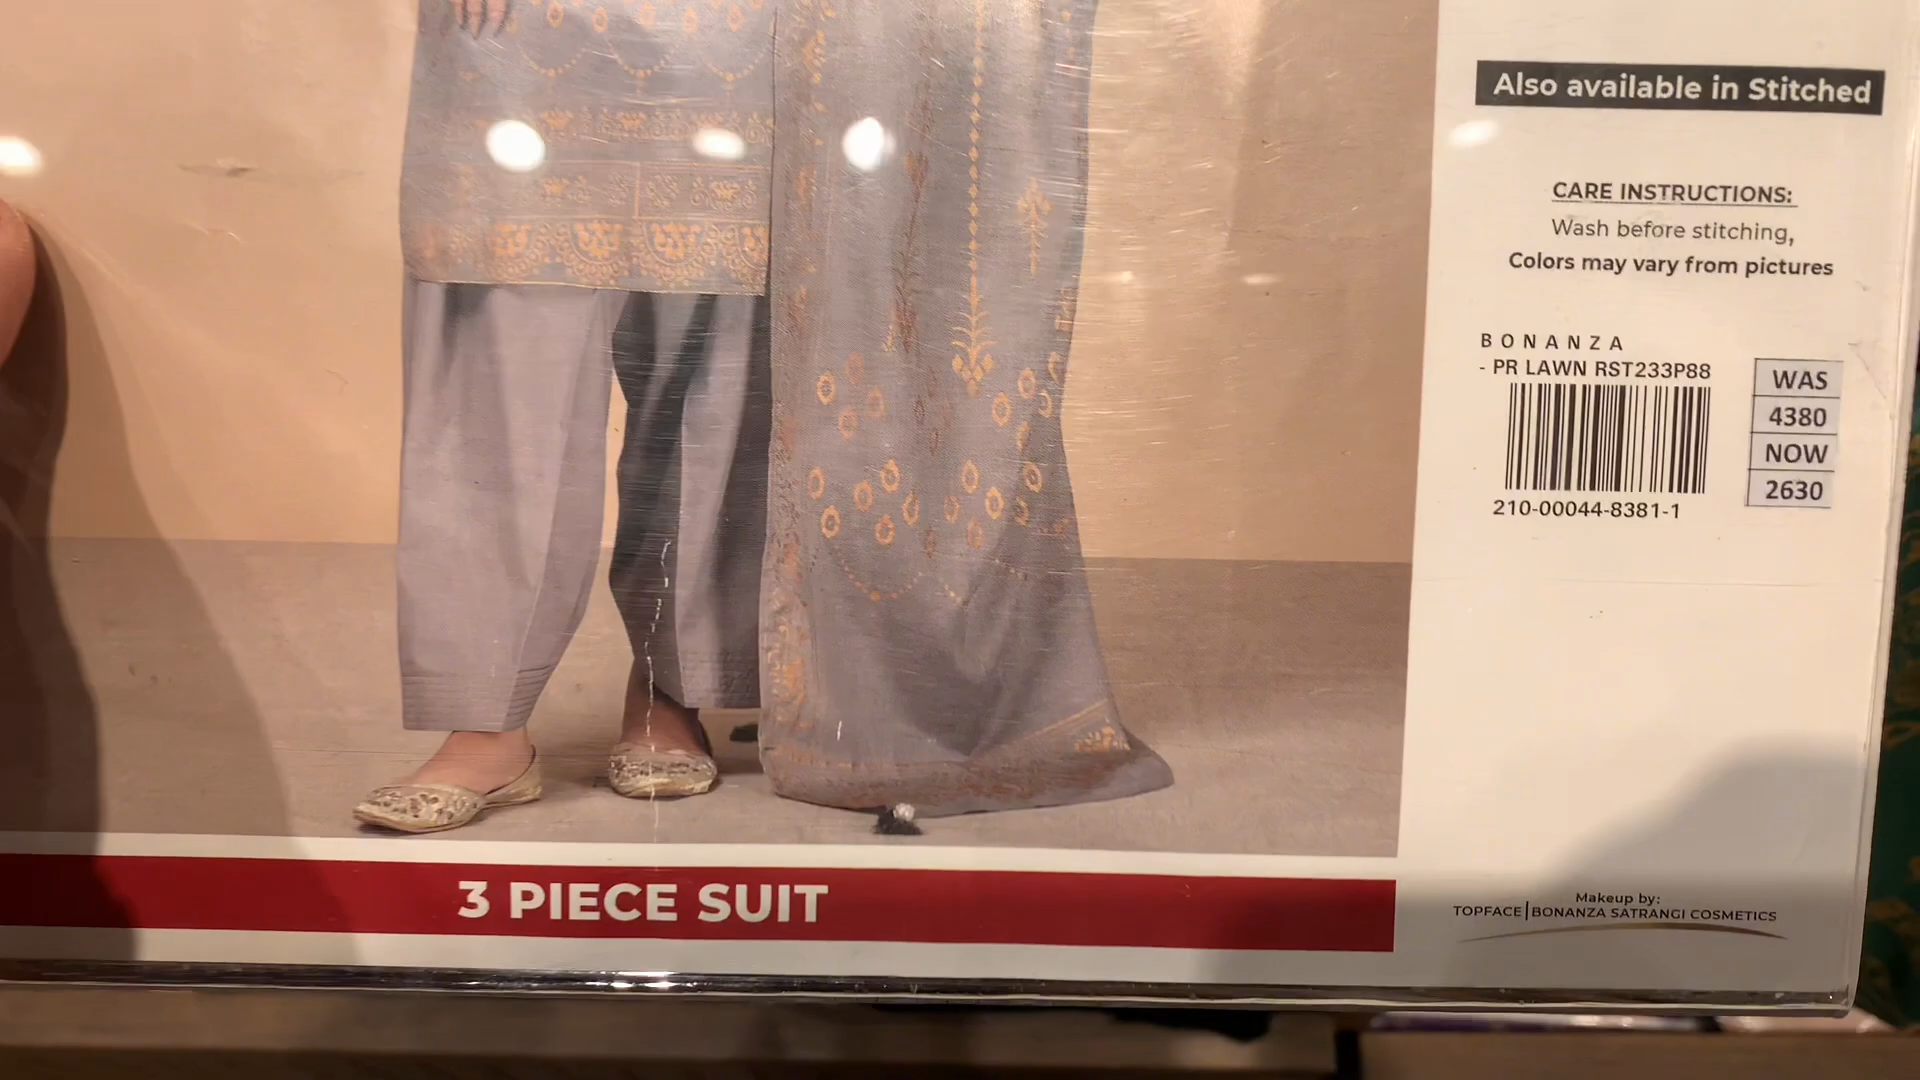 Also available in Stitched
CARE INSTRUCTIONS:
Wash before stitching,
Colors may vary from pictures
BONANZA
- PR LAWN RST233P88
210-00044-8381-1
WAS
4380
NOW
2630
3 PIECE SUIT
Makeup by:
TOPFACE|BONANZA SATRANGI COSMETICS